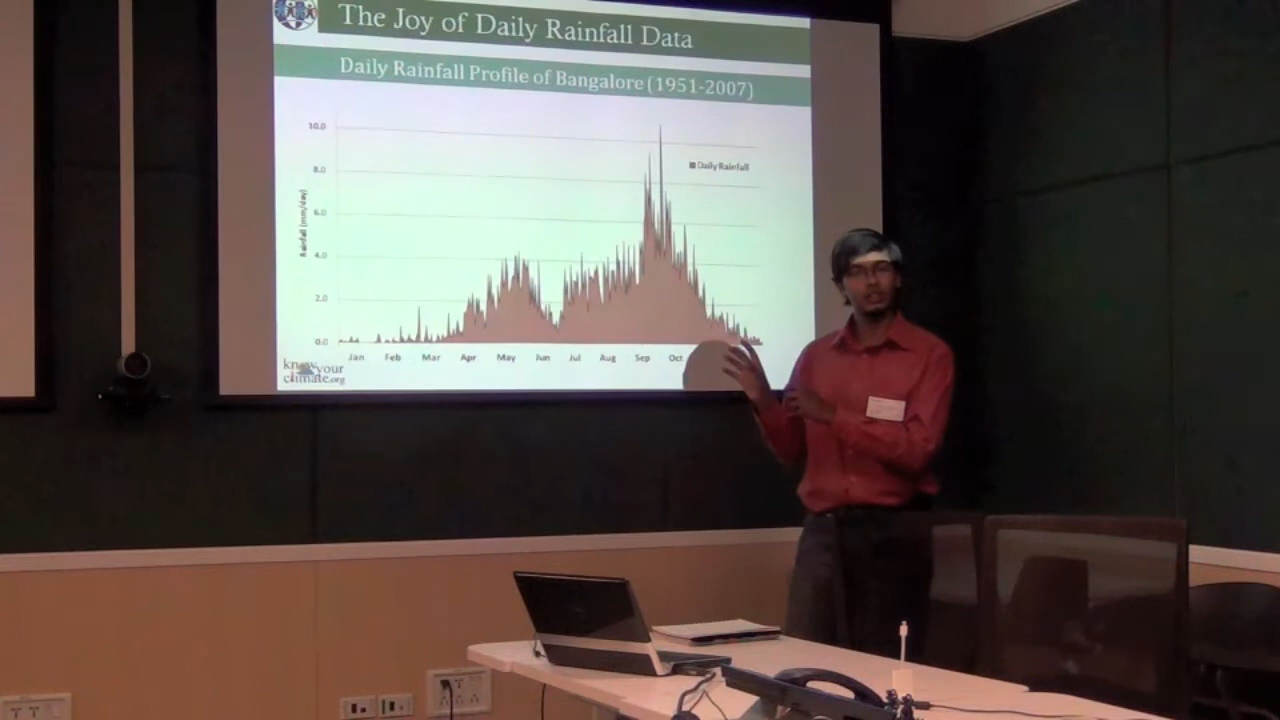 The Joy of Daily Rainfall Data
Daily Rainfall Profile of Bangalore (1951-2007)
10.0
Daily Rainfall
8.0
6.0
Rainfall (mm/day)
4.0
2.0
0.0
Jan Feb Mar Apr May Jun Jul Aug Sep Oct
know your
climate.org